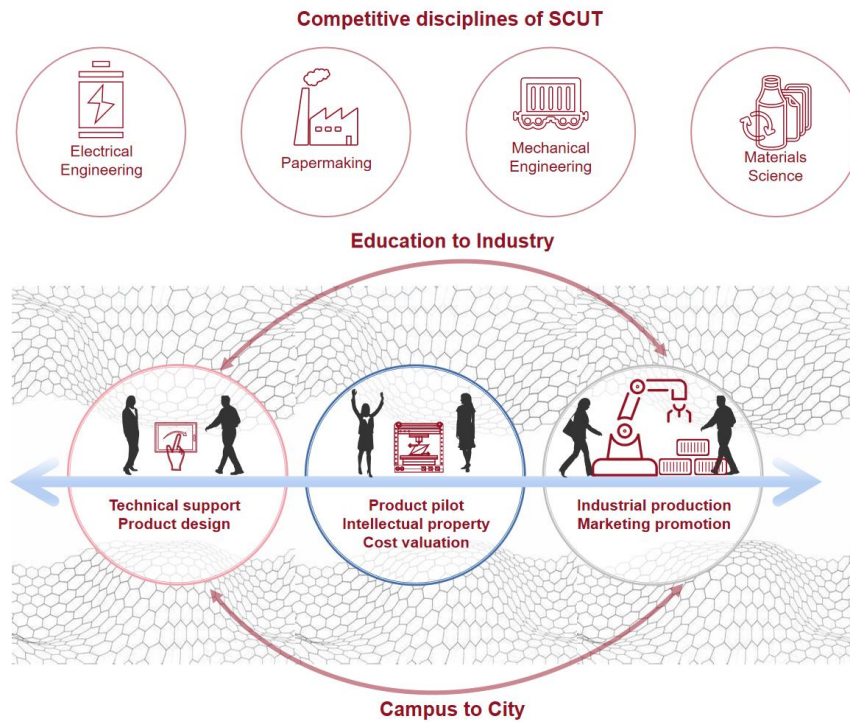 Competitive disciplines of SCUT
Electrical
Engineering
Papermaking
Mechanical
Engineering
Materials
Science
Education to Industry
Technical support
Product design
Product pilot
Intellectual property
Cost valuation
Industrial production
Marketing promotion
Campus to City